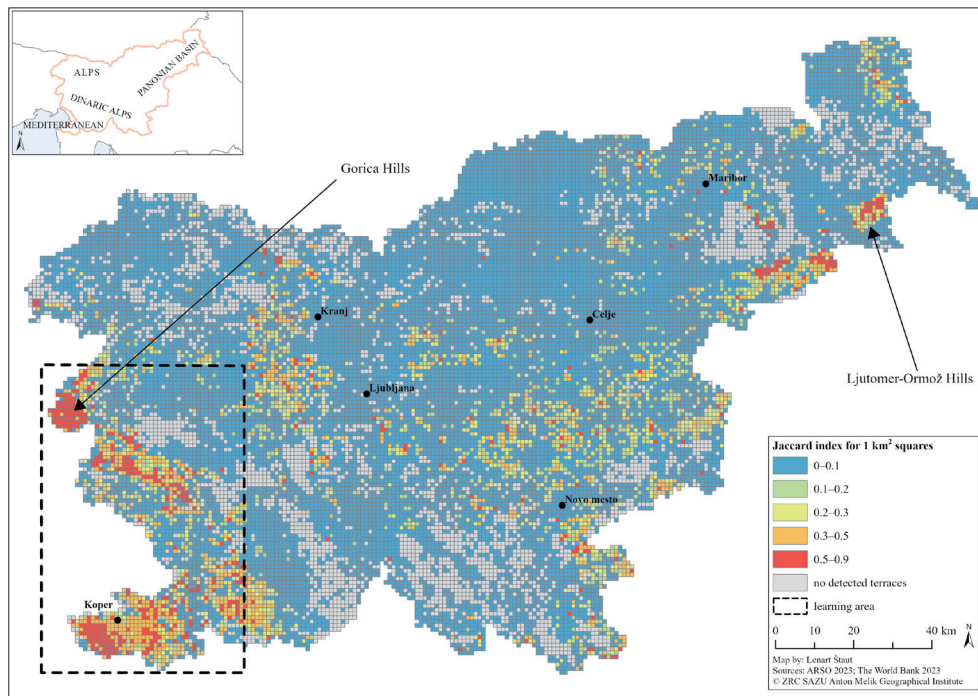 ALPS
PANONIAN BASIN
DINARIC ALPS
MEDITERRANEAN
N
Gorica Hills
Maribor
Kranj
Celje
Ljubljana
Ljutomer-Ormož Hills
Novo mesto
Koper
Jaccard index for 1 km² squares
0–0.1
0.1–0.2
0.2–0.3
0.3–0.5
0.5–0.9
no detected terraces
learning area
0 10 20 40 km
N
Map by: Lenart Štaut
Sources: ARSO 2023; The World Bank 2023
© ZRC SAZU Anton Melik Geographical Institute